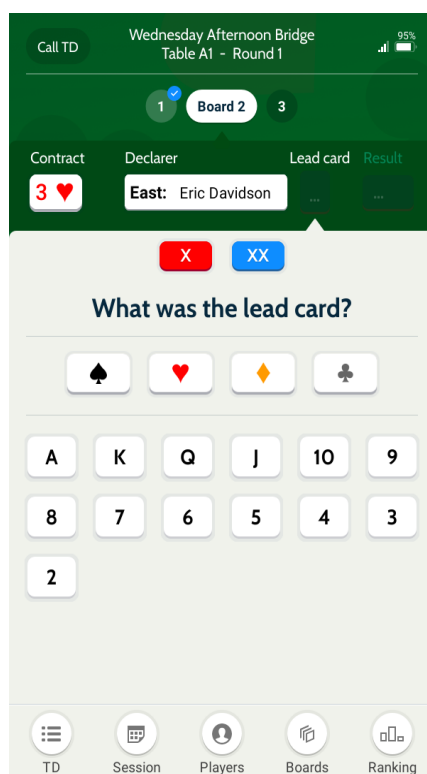 Call TD
Wednesday Afternoon Bridge
Table A1 - Round 1
95%
1
Board 2
3
Contract
Declarer
Lead card
Result
3 ♥
East: Eric Davidson
...
...
X
XX
What was the lead card?
♠ ♥ ♦ ♣
A K Q J 10 9
8 7 6 5 4 3
2
TD
Session
Players
Boards
Ranking